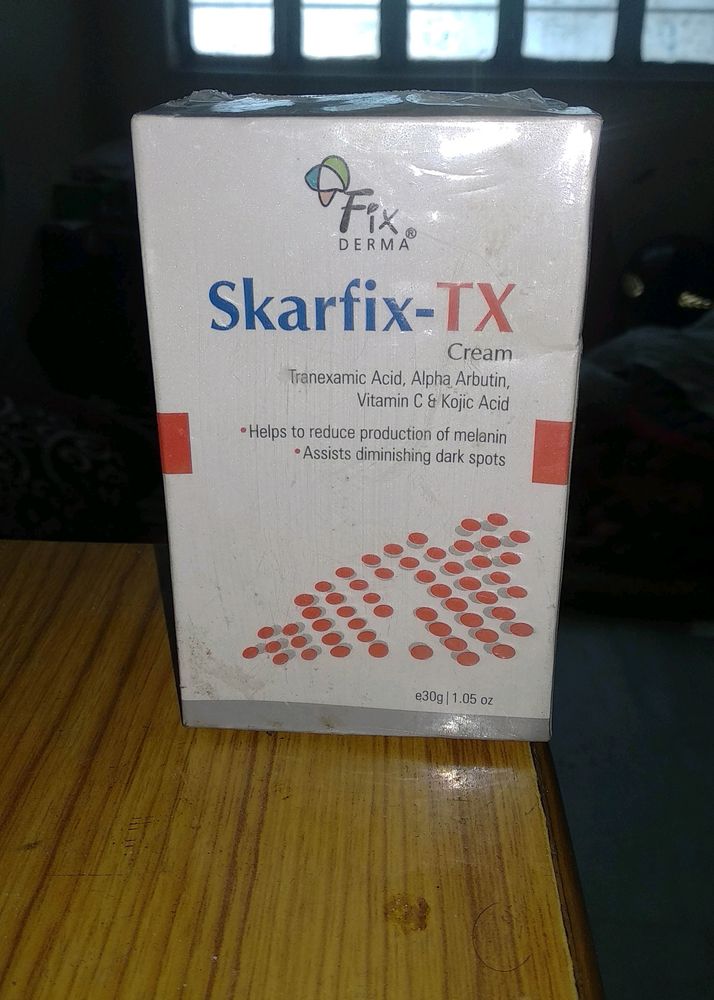 Fix
DERMA®
Skarfix-TX
Cream
Tranexamic Acid, Alpha Arbutin,
Vitamin C & Kojic Acid
•Helps to reduce production of melanin
•Assists diminishing dark spots
e30g|1.05 oz